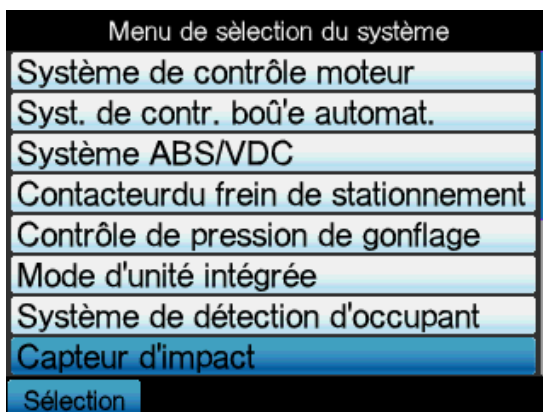 Menu de sèlection du système
Système de contrôle moteur
Syst. de contr. boû'e automat.
Système ABS/VDC
Contacteurdu frein de stationnement
Contrôle de pression de gonflage
Mode d'unité intégrée
Système de détection d'occupant
Capteur d'impact
Sélection